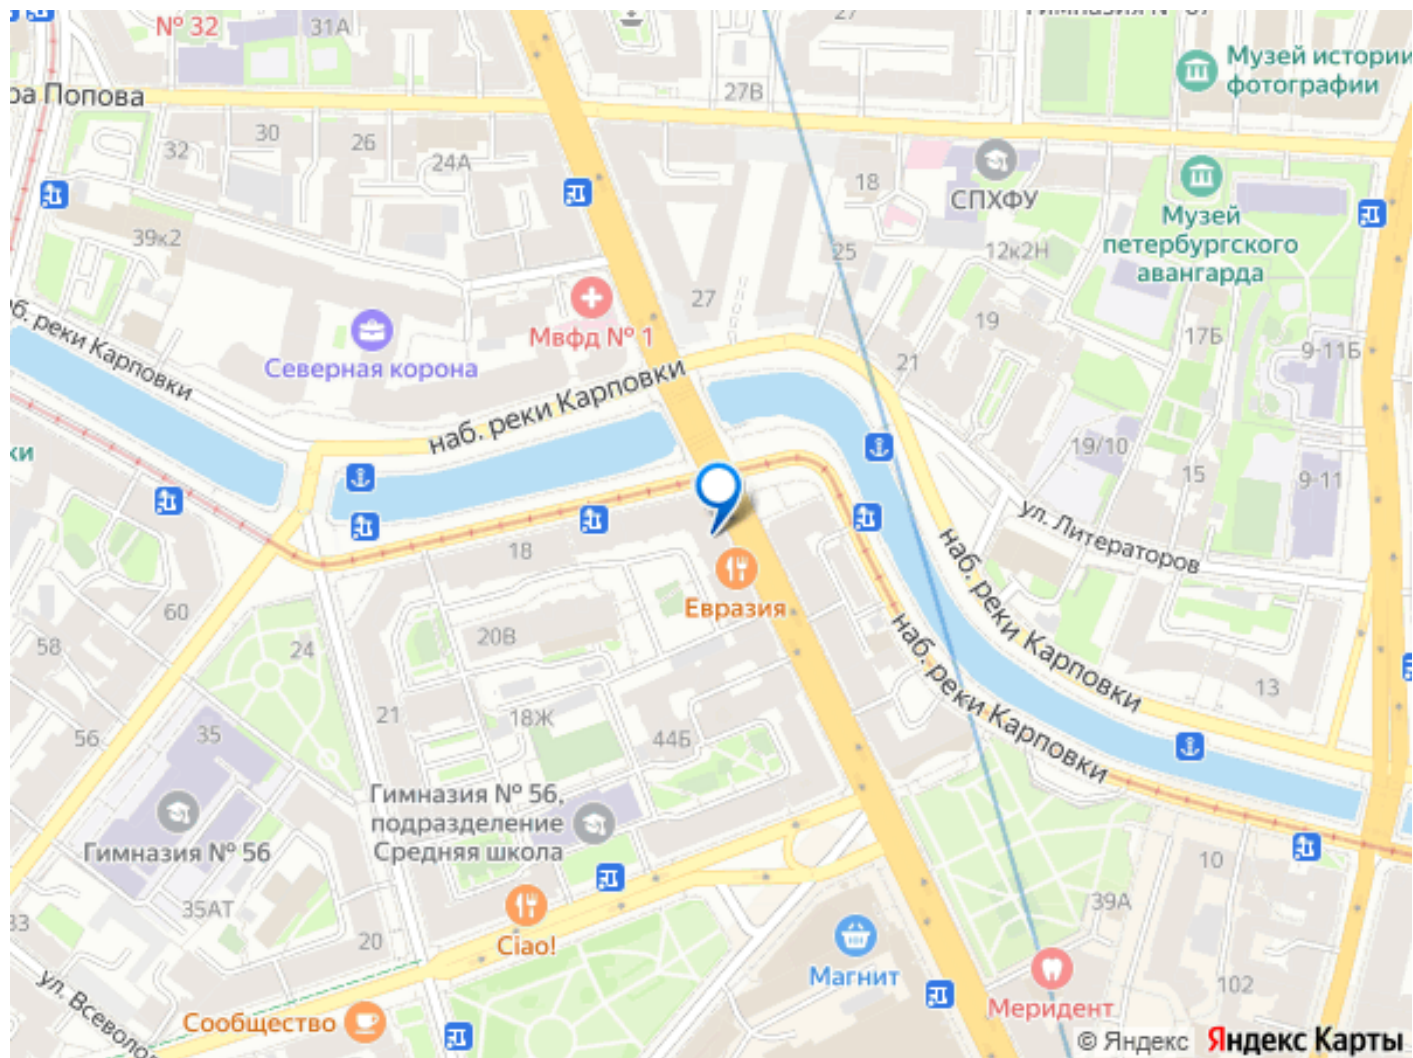 № 32
31А
27
Музей истории
фотографии
ра Попова
27В
30
26
32
24А
18
СПХФУ
Музей
петербургского
авангарда
39к2
25
12к2Н
27
19
17Б
9-11Б
Мвфд № 1
Северная корона
21
наб. реки Карповки
б. реки Карповки
19/10
15
9-11
ки
ул. Литераторов
18
наб. реки Карповки
Евразия
60
20В
24
58
наб. реки Карповки
13
21
18Ж
35
56
44Б
Гимназия № 56,
подразделение
Средняя школа
Гимназия № 56
10
35АТ
39А
33
20
Ciao!
Магнит
ул. Всеволо
102
Меридент
Сообщество
© Яндекс Яндекс Карты